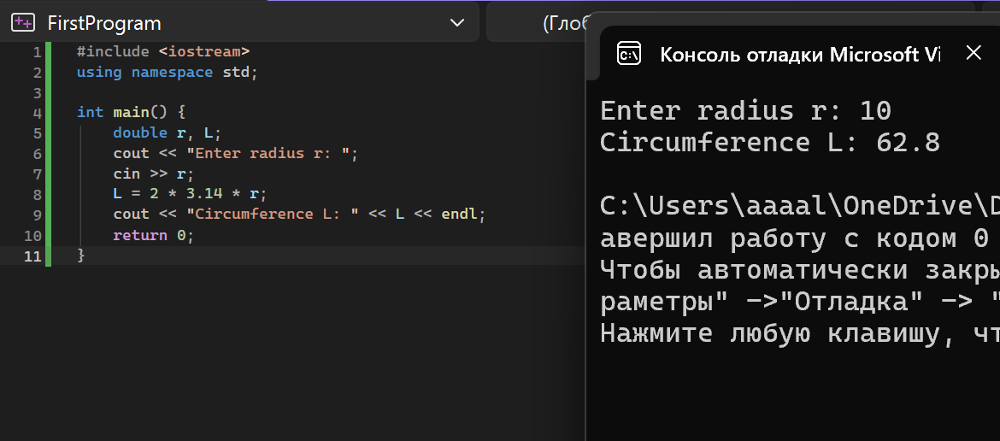 FirstProgram
(Глоб
1 #include <iostream>
2 using namespace std;
3
4 int main() {
5 double r, L;
6 cout << "Enter radius r: ";
7 cin >> r;
8 L = 2 * 3.14 * r;
9 cout << "Circumference L: " << L << endl;
10 return 0;
11 }
Консоль отладки Microsoft Vi
Enter radius r: 10
Circumference L: 62.8
C:\Users\aaaal\OneDrive\D
авершил работу с кодом 0
Чтобы автоматически закры
раметры" ->"Отладка" -> "
Нажмите любую клавишу, чт